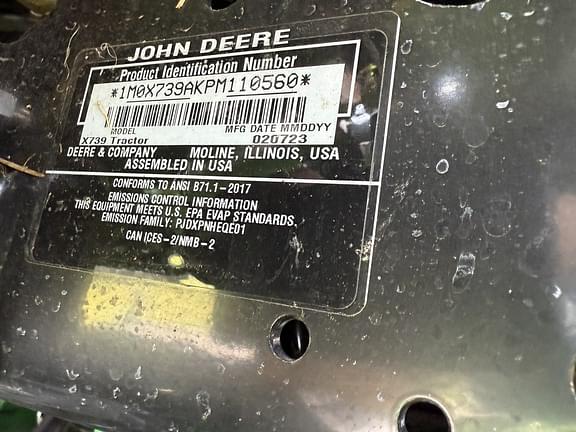 JOHN DEERE
Product Identification Number
*1M0X739AKPM110560*
MODEL MFG DATE MMDDYY
X739 Tractor 020723
DEERE & COMPANY MOLINE, ILLINOIS, USA
ASSEMBLED IN USA
CONFORMS TO ANSI B71.1-2017
EMISSIONS CONTROL INFORMATION
THIS EQUIPMENT MEETS U.S. EPA EVAP STANDARDS.
EMISSION FAMILY: PJDXPNHEQE01
CAN ICES-2/NMB-2